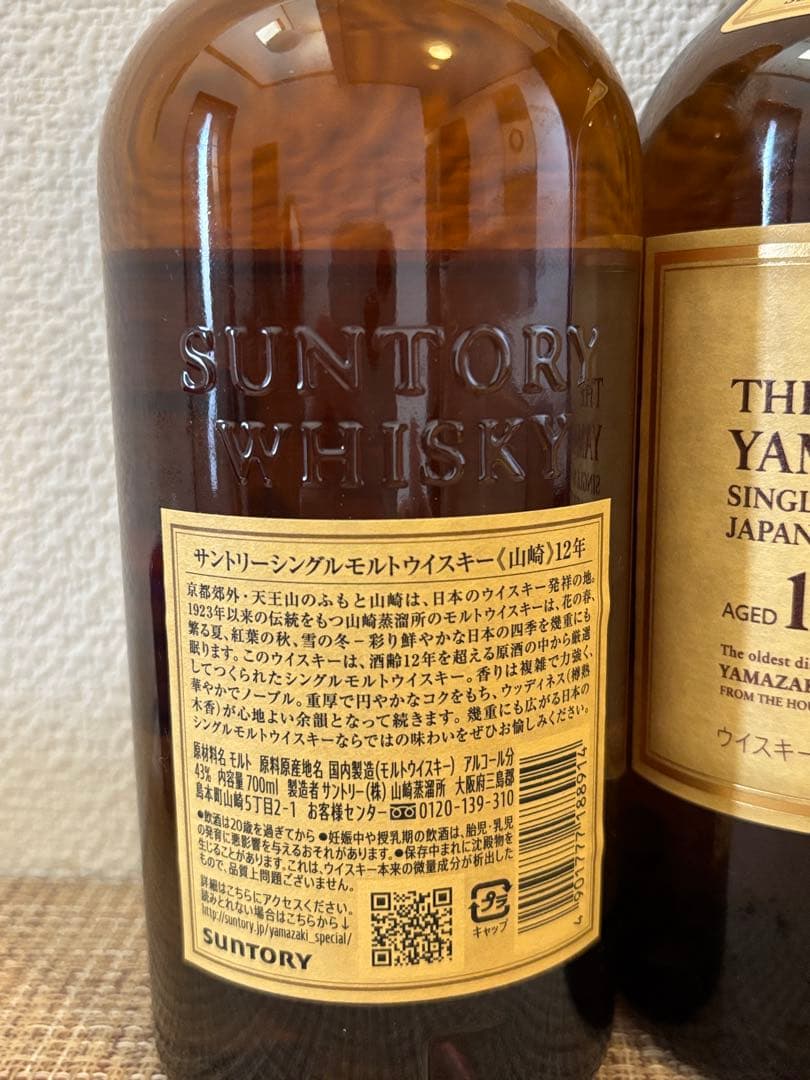 SUNTORY
WHISKY
サントリーシングルモルトウイスキー《山崎》12年
京都郊外・天王山のふもと山崎は、日本のウイスキー発祥の地。
1923年以来の伝統をもつ山崎蒸溜所のモルトウイスキーは、花の春、
繁る夏、紅葉の秋、雪の冬−彩り鮮やかな日本の四季を幾重にも
眠ります。このウイスキーは、酒齢12年を超える原酒の中から厳選
してつくられたシングルモルトウイスキー。香りは複雑で力強く、
華やかでノーブル。重厚で円やかなコクをもち、ウッディネス(樽熟
木香)が心地よい余韻となって続きます。幾重にも広がる日本の
シングルモルトウイスキーならではの味わいをぜひお愉しみください。
原材料名 モルト 原料原産地名 国内製造(モルトウイスキー) アルコール分
43% 内容量 700ml 製造者 サントリー(株) 山崎蒸溜所 大阪府三島郡
島本町山崎5丁目2-1 お客様センター 0120-139-310
●飲酒は20歳を過ぎてから ●妊娠中や授乳期の飲酒は、胎児・乳児
の発育に悪影響を与えるおそれがあります。●保存中まれに沈殿物を
生じることがあります。これは、ウイスキー本来の微量成分が析出した
もので、品質上問題ございません。
詳細はこちらにアクセスください。
読みとれない場合はこちらから↓
http://suntory.jp/yamazaki_special/
SUNTORY
プラ
キャップ
4901777188914
THE
YAM
SINGL
JAPAN
AGED 1
The oldest di
YAMAZAK
FROM THE HOU
ウイスキー